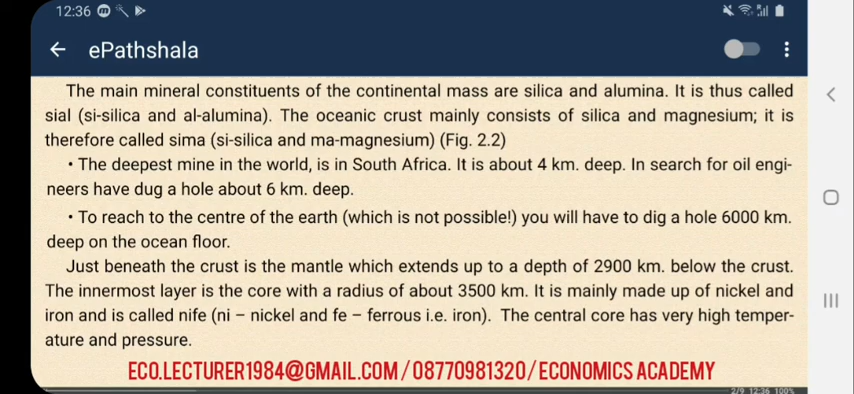 12:36
ePathshala
The main mineral constituents of the continental mass are silica and alumina. It is thus called
sial (si-silica and al-alumina). The oceanic crust mainly consists of silica and magnesium; it is
therefore called sima (si-silica and ma-magnesium) (Fig. 2.2)
• The deepest mine in the world, is in South Africa. It is about 4 km. deep. In search for oil engi-
neers have dug a hole about 6 km. deep.
• To reach to the centre of the earth (which is not possible!) you will have to dig a hole 6000 km.
deep on the ocean floor.
Just beneath the crust is the mantle which extends up to a depth of 2900 km. below the crust.
The innermost layer is the core with a radius of about 3500 km. It is mainly made up of nickel and
iron and is called nife (ni – nickel and fe – ferrous i.e. iron). The central core has very high temper-
ature and pressure.
ECO.LECTURER1984@GMAIL.COM / 08770981320/ ECONOMICS ACADEMY
2/9 12:36 100%